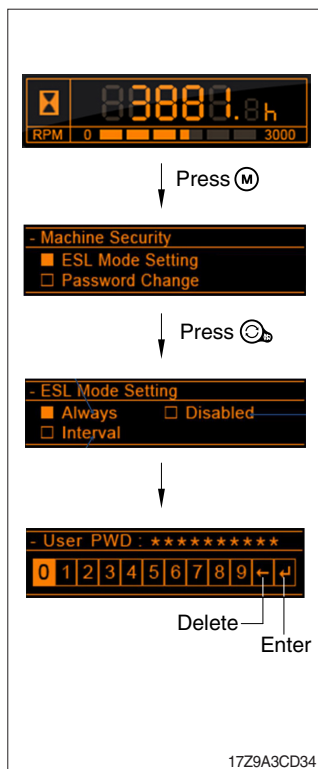 3881. h
RPM 0 3000
Press M
- Machine Security
■ ESL Mode Setting
□ Password Change
Press
- ESL Mode Setting
■ Always □ Disabled
□ Interval
- User PWD : **********
0 1 2 3 4 5 6 7 8 9 ← ↵
Delete
Enter
17Z9A3CD34